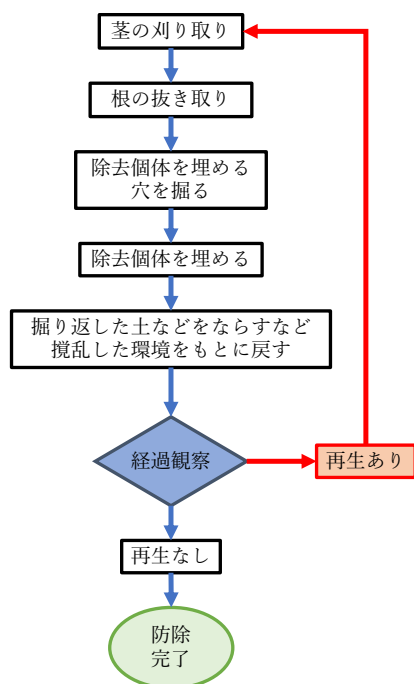 茎の刈り取り
根の抜き取り
除去個体を埋める
穴を掘る
除去個体を埋める
掘り返した土などをならすなど
撹乱した環境をもとに戻す
経過観察
再生あり
再生なし
防除
完了